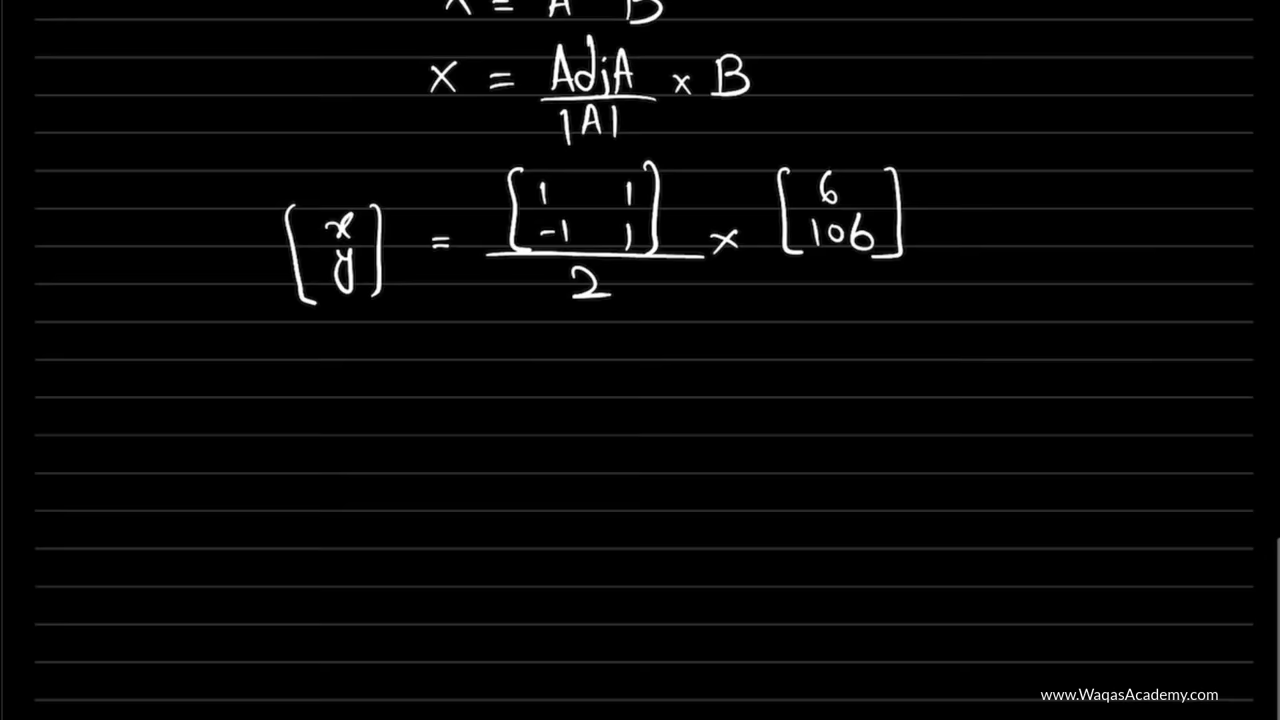 X = A B
X = AdjA / |A| × B
[x y] = [1 1 -1 1] / 2 × [6 106]
www.WaqasAcademy.com